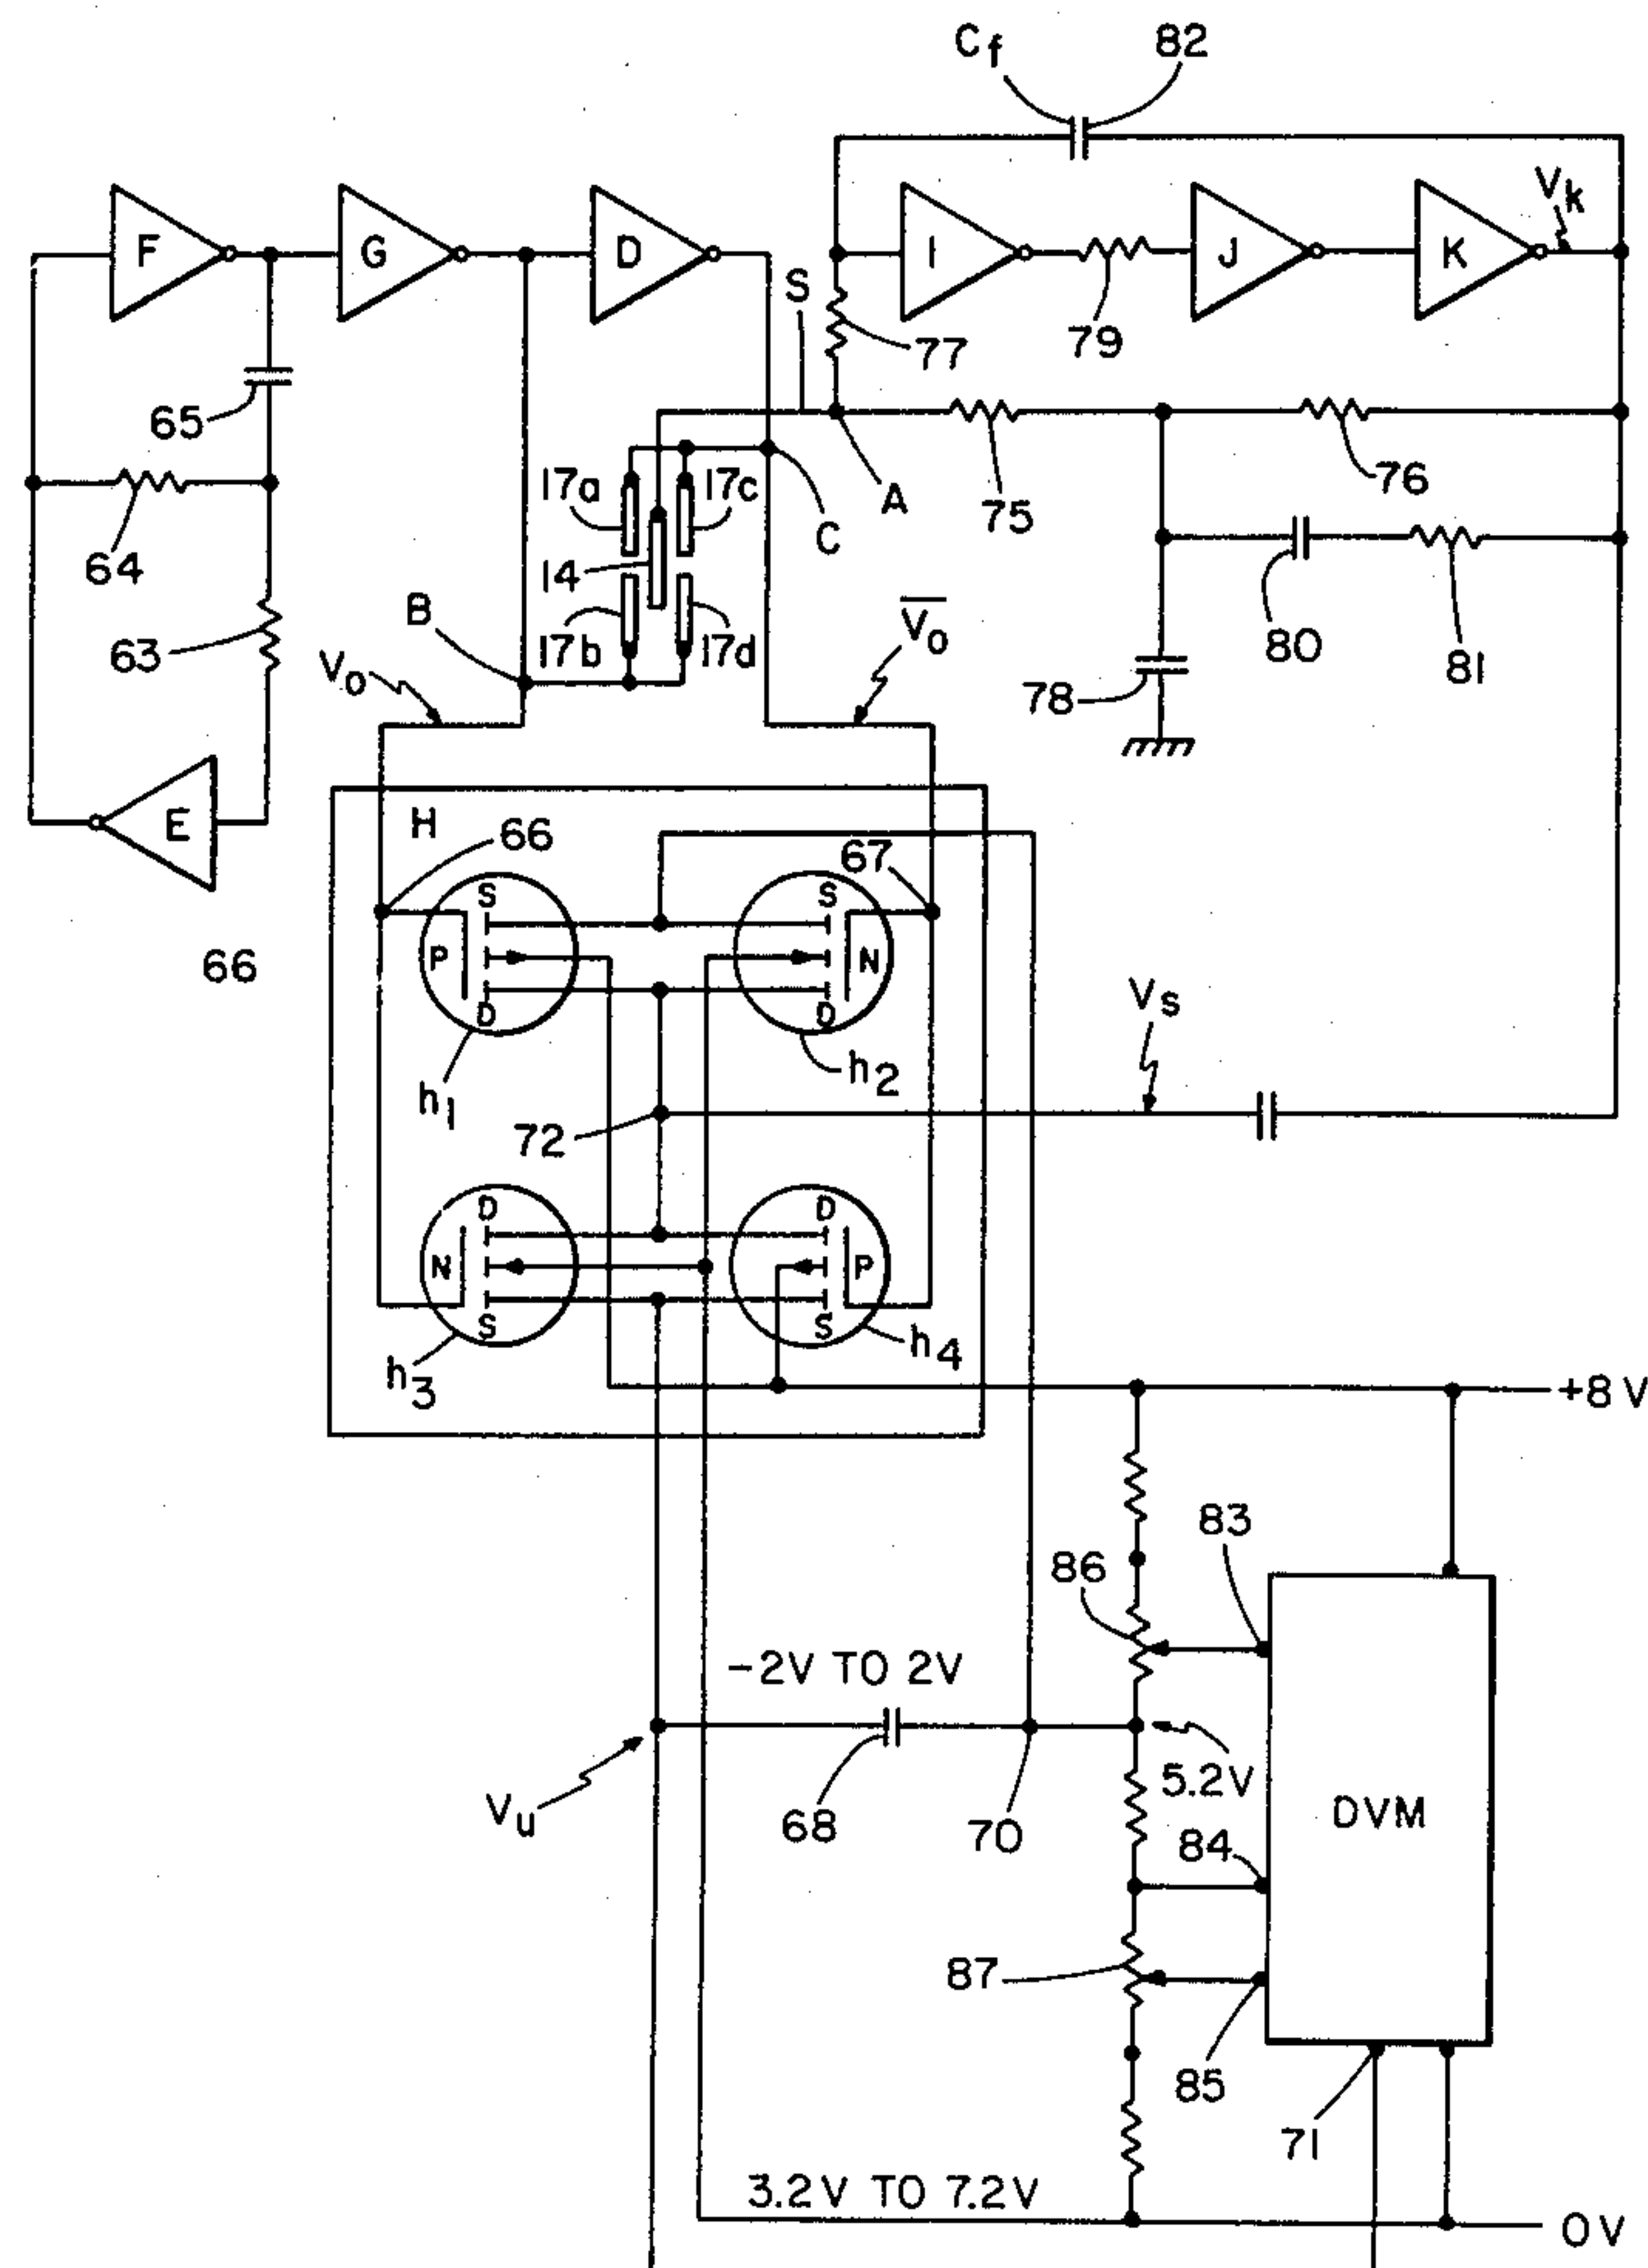 Cf 82
F G D I J K Vk
S
77 79
65
17a 17c A 75 76
C
64 14
B 80
17b 17d V̅o̅
63 Vo 78 81
E H
66 67
S S
66 P N
D D
Vs
h1 h2
72
D D
N P
S S
h3 h4
+8V
83
86
-2V TO 2V
5.2V
Vu 68 70 DVM
84
87
85
71
3.2V TO 7.2V
0V